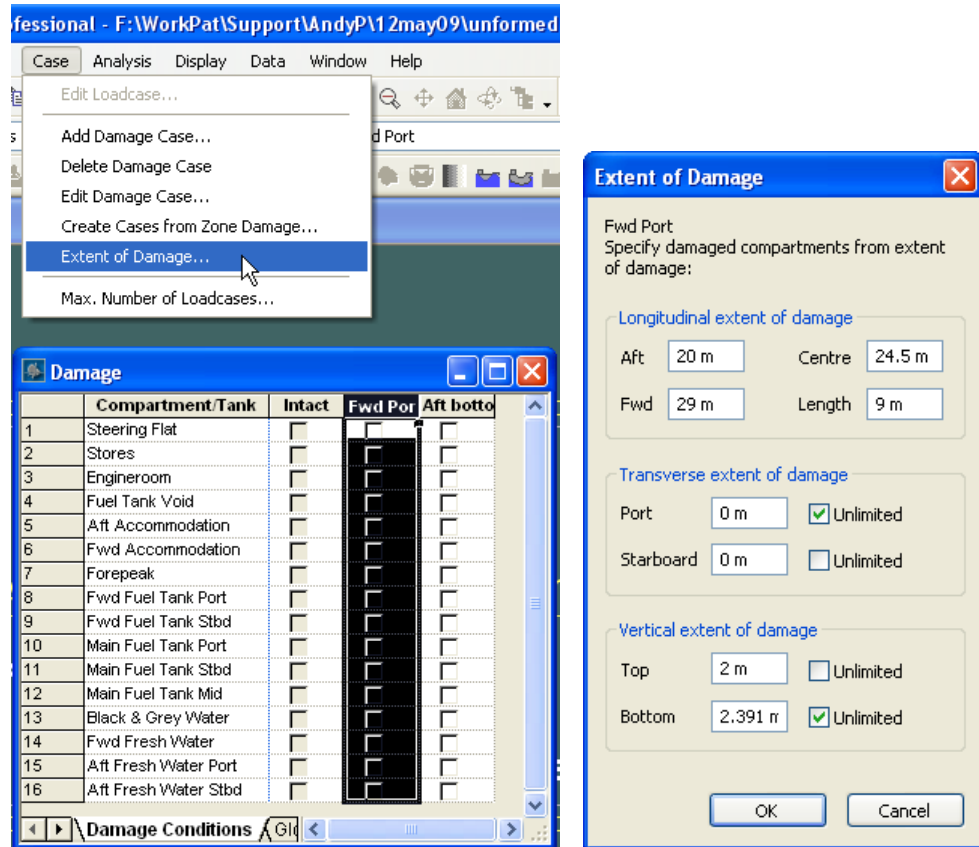 fessional - F:\WorkPat\Support\AndyP\12may09\unformed
Case Analysis Display Data Window Help
Edit Loadcase...
Add Damage Case...
d Port
Delete Damage Case
Edit Damage Case...
Create Cases from Zone Damage...
Extent of Damage...
Max. Number of Loadcases...
Damage
Compartment/Tank Intact Fwd Por Aft botto
1 Steering Flat
2 Stores
3 Engineroom
4 Fuel Tank Void
5 Aft Accommodation
6 Fwd Accommodation
7 Forepeak
8 Fwd Fuel Tank Port
9 Fwd Fuel Tank Stbd
10 Main Fuel Tank Port
11 Main Fuel Tank Stbd
12 Main Fuel Tank Mid
13 Black & Grey Water
14 Fwd Fresh Water
15 Aft Fresh Water Port
16 Aft Fresh Water Stbd
Damage Conditions Glo
Extent of Damage
Fwd Port
Specify damaged compartments from extent
of damage:
Longitudinal extent of damage
Aft 20 m Centre 24.5 m
Fwd 29 m Length 9 m
Transverse extent of damage
Port 0 m Unlimited
Starboard 0 m Unlimited
Vertical extent of damage
Top 2 m Unlimited
Bottom 2.391 m Unlimited
OK Cancel